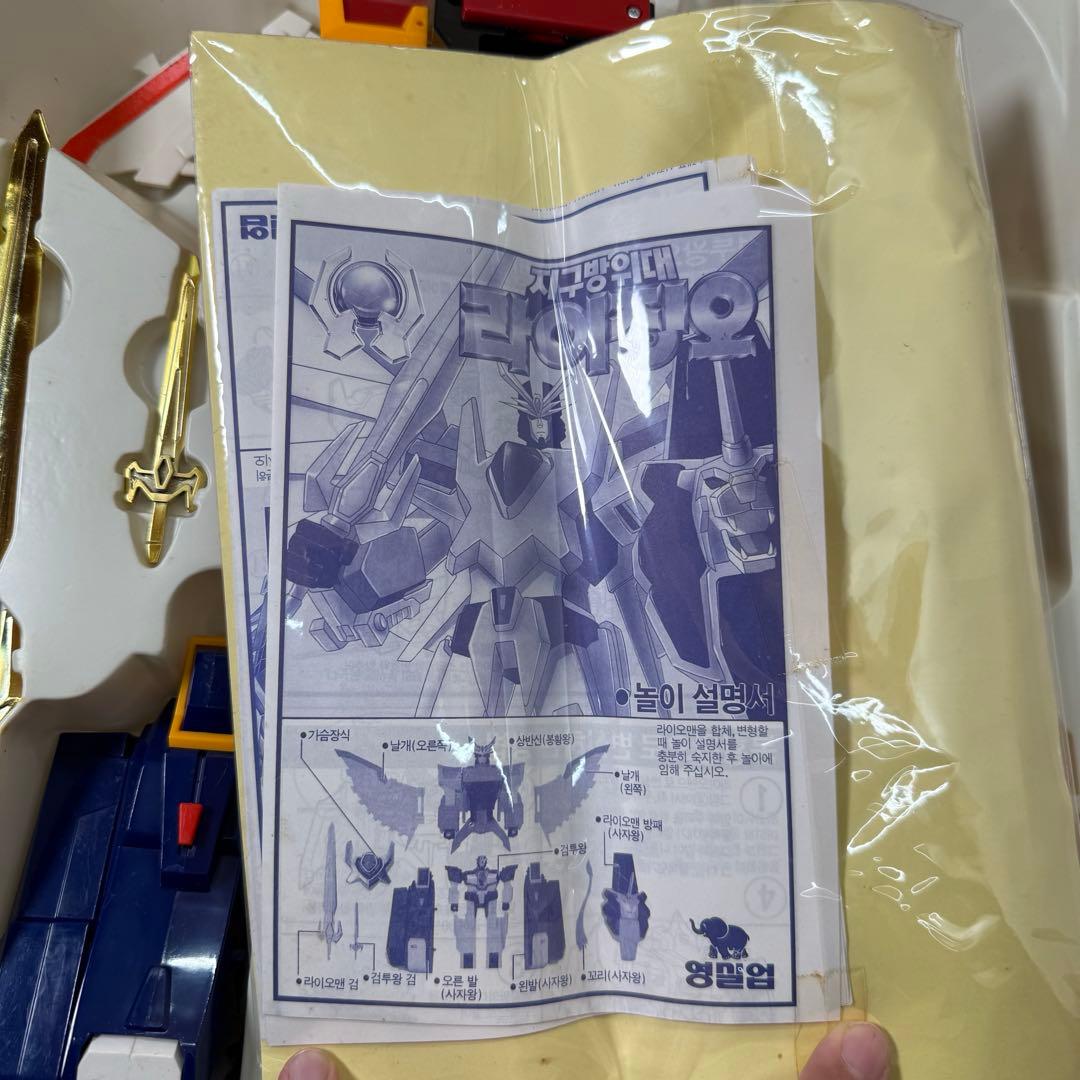 지구방위대
•놀이 설명서
라이오맨을 합체, 변형할
때 놀이 설명서를
충분히 숙지한 후 놀이에
임해 주십시오.
•가슴장식
•날개(오른쪽)
•상반신(봉황왕)
•날개
(왼쪽)
•라이오맨 방패
(사자왕)
•검투왕
•라이오맨 검
•검투왕 검
•오른 발
(사자왕)
•왼발(사자왕)
•꼬리(사자왕)
영실업